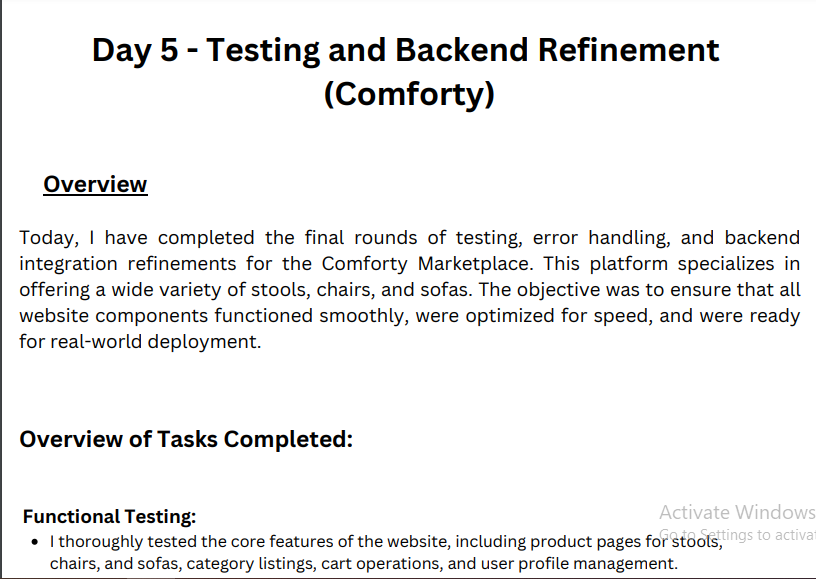 Day 5 - Testing and Backend Refinement
(Comforty)
Overview
Today, I have completed the final rounds of testing, error handling, and backend
integration refinements for the Comforty Marketplace. This platform specializes in
offering a wide variety of stools, chairs, and sofas. The objective was to ensure that all
website components functioned smoothly, were optimized for speed, and were ready
for real-world deployment.
Overview of Tasks Completed:
Functional Testing:
Activate Windows
Go to Settings to activa
• I thoroughly tested the core features of the website, including product pages for stools,
chairs, and sofas, category listings, cart operations, and user profile management.